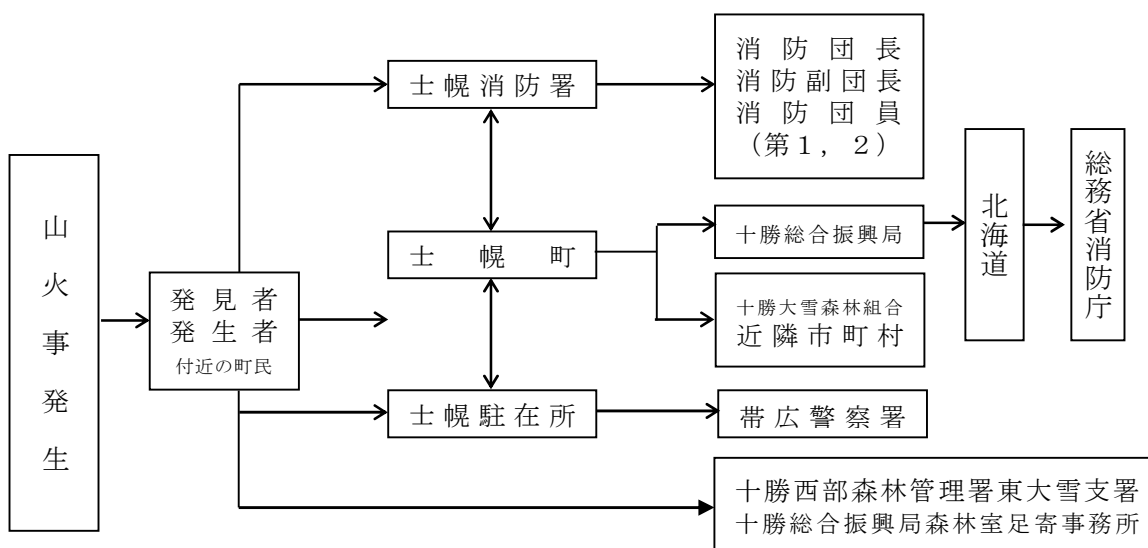 山火事発生
発見者
発生者
付近の町民
士幌消防署
士幌町
士幌駐在所
消防団長
消防副団長
消防団員
（第１，２）
十勝総合振興局
十勝大雪森林組合
近隣市町村
帯広警察署
十勝西部森林管理署東大雪支署
十勝総合振興局森林室足寄事務所
北海道
総務省消防庁